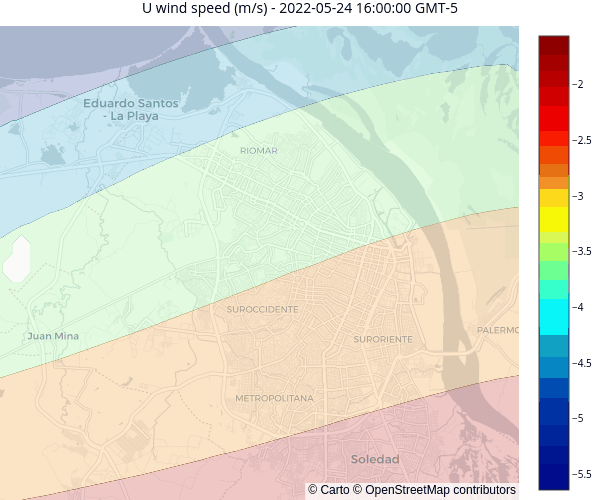 U wind speed (m/s) - 2022-05-24 16:00:00 GMT-5
Eduardo Santos
- La Playa
RIOMAR
SUROCCIDENTE
Juan Mina
SURORIENTE
PALERMO
METROPOLITANA
Soledad
© Carto © OpenStreetMap contributors
−2
−2.5
−3
−3.5
−4
−4.5
−5
−5.5